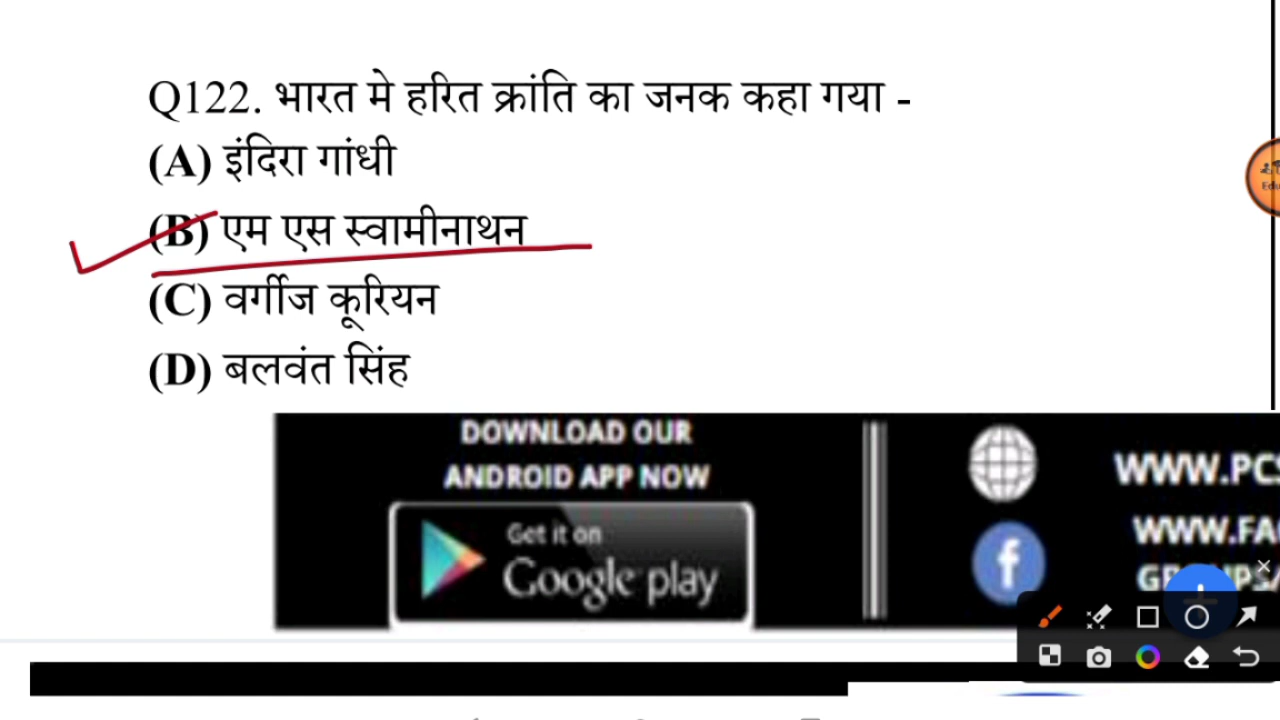 Q122. भारत मे हरित क्रांति का जनक कहा गया -
(A) इंदिरा गांधी
(B) एम एस स्वामीनाथन
(C) वर्गीज कूरियन
(D) बलवंत सिंह
DOWNLOAD OUR
ANDROID APP NOW
Get it on
Google play
WWW.PCS
WWW.FA